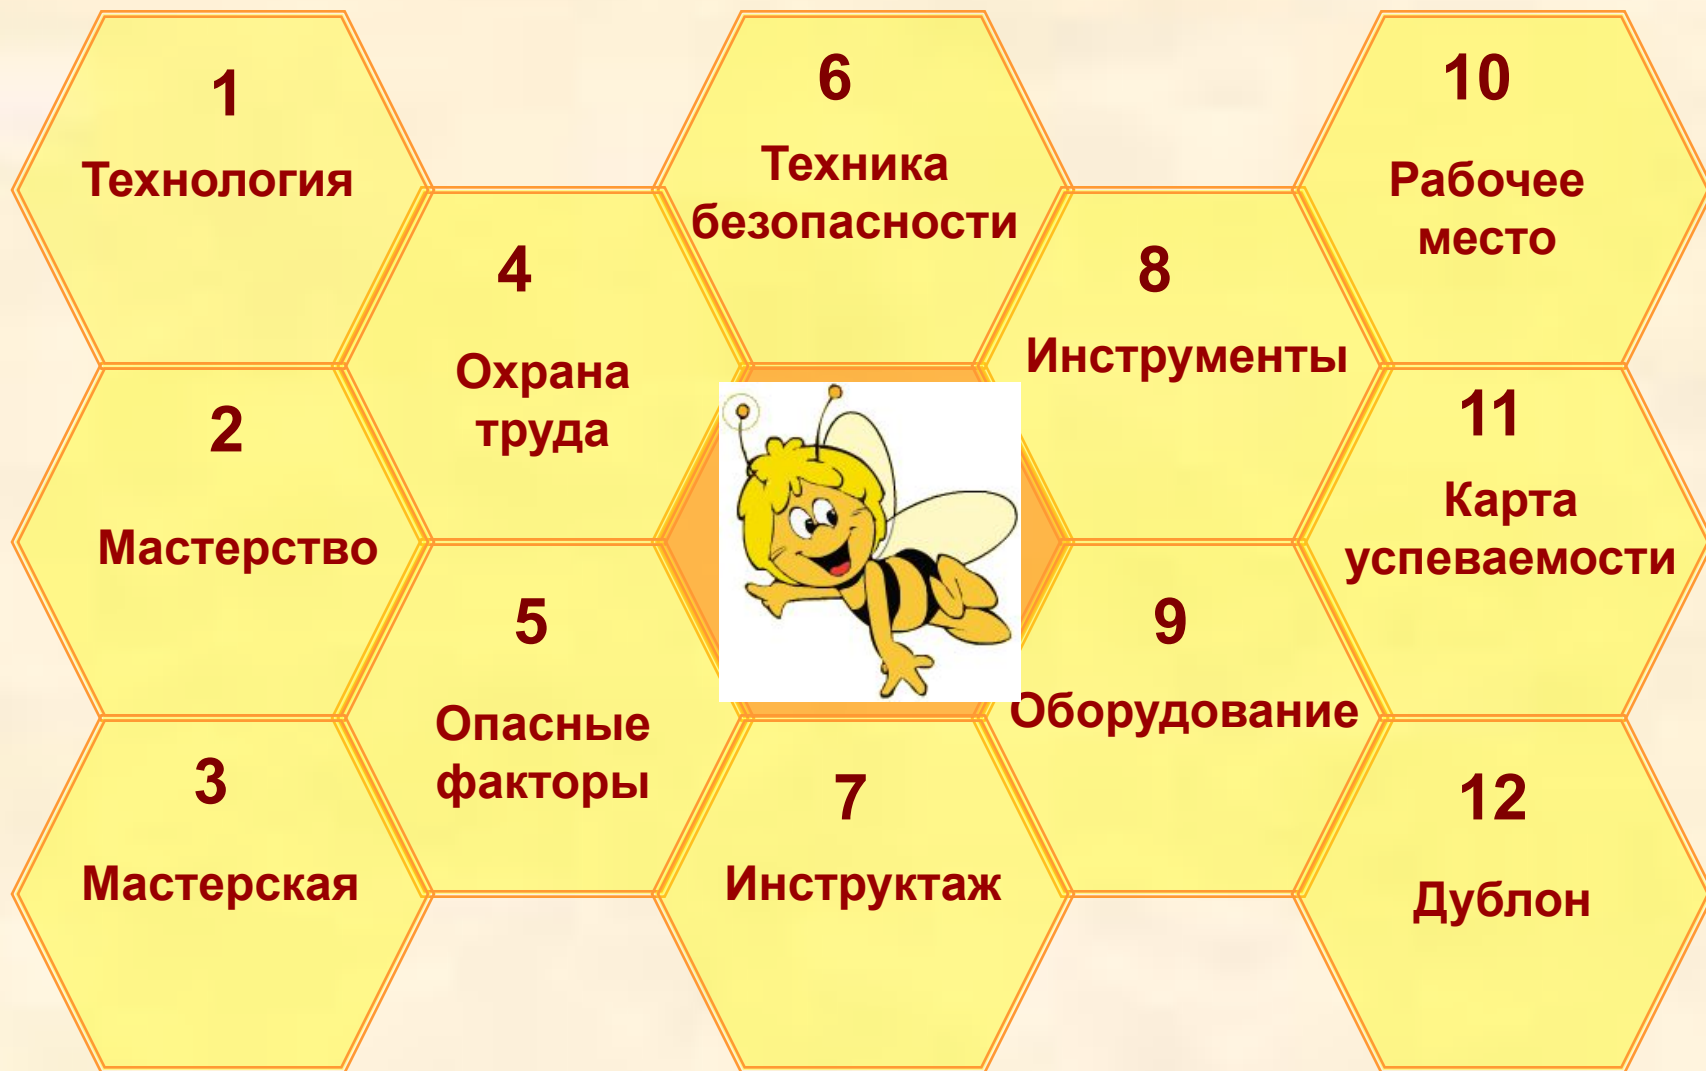 1
Технология
2
Мастерство
3
Мастерская
4
Охрана
труда
5
Опасные
факторы
6
Техника
безопасности
7
Инструктаж
8
Инструменты
9
Оборудование
10
Рабочее
место
11
Карта
успеваемости
12
Дублон